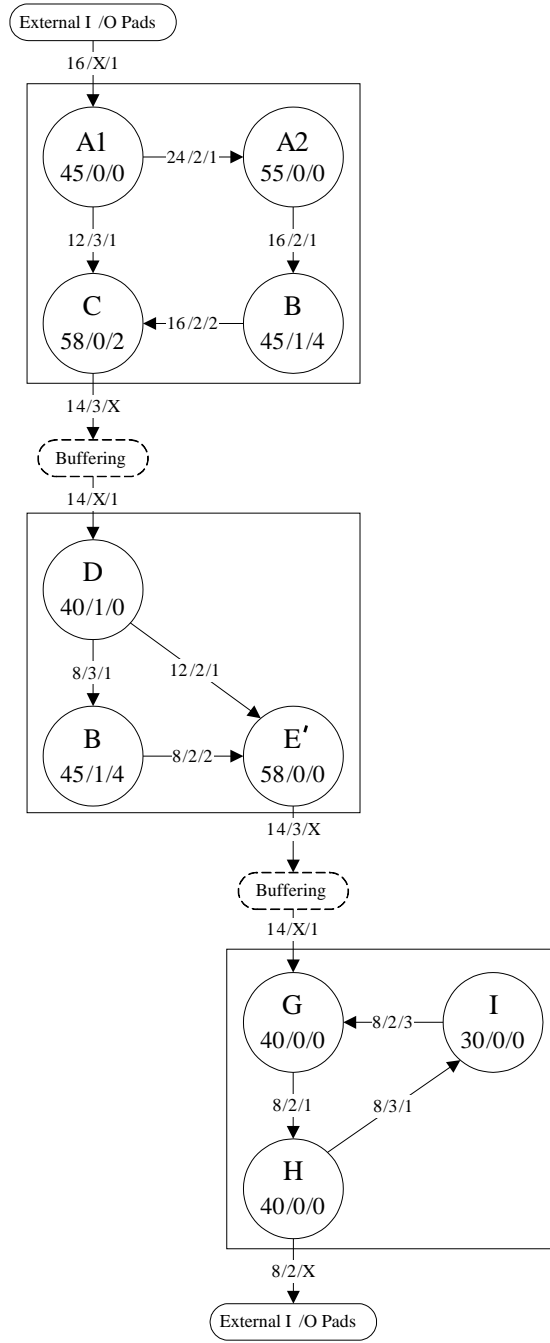 External I /O Pads
16/X/1
A1
45/0/0
24/2/1
A2
55/0/0
12/3/1
16/2/1
C
58/0/2
16/2/2
B
45/1/4
14/3/X
Buffering
14/X/1
D
40/1/0
8/3/1
12/2/1
B
45/1/4
8/2/2
E′
58/0/0
14/3/X
Buffering
14/X/1
G
40/0/0
8/2/3
I
30/0/0
8/2/1
8/3/1
H
40/0/0
8/2/X
External I /O Pads